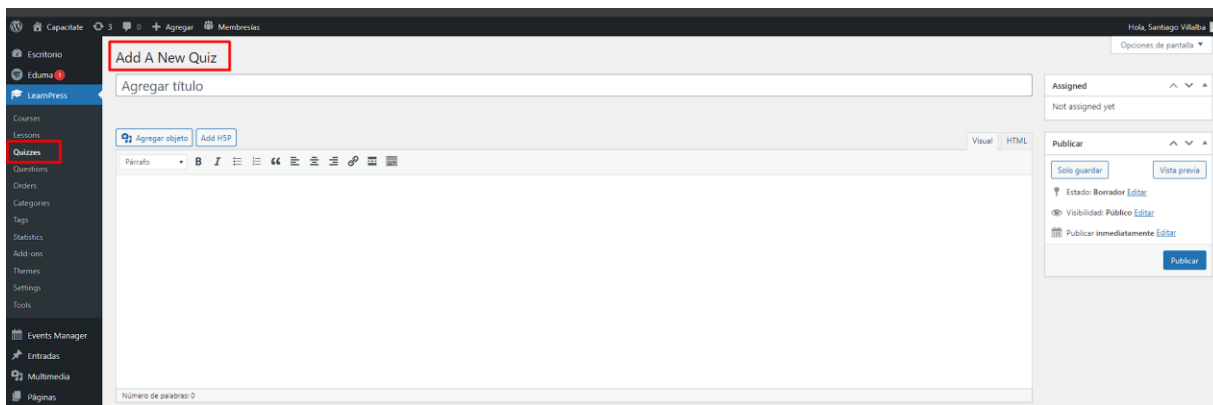 Capacitate 3 0 + Agregar Membresías
Hola, Santiago Villalba
Opciones de pantalla ▼
Escritorio
Eduma 1
LearnPress
Courses
Lessons
Quizzes
Questions
Orders
Categories
Tags
Statistics
Add-ons
Themes
Settings
Tools
Events Manager
Entradas
Multimedia
Páginas
Add A New Quiz
Agregar título
Agregar objeto Add H5P
Visual HTML
Párrafo B I
Número de palabras: 0
Assigned
Not assigned yet
Publicar
Solo guardar Vista previa
Estado: Borrador Editar
Visibilidad: Público Editar
Publicar inmediatamente Editar
Publicar